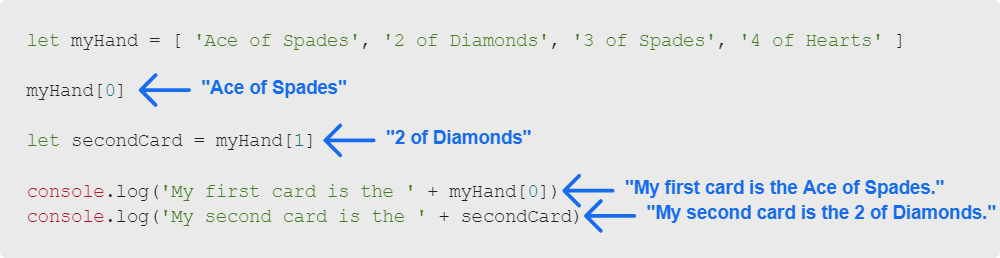 let myHand = [ 'Ace of Spades', '2 of Diamonds', '3 of Spades', '4 of Hearts' ]
myHand[0] "Ace of Spades"
let secondCard = myHand[1] "2 of Diamonds"
console.log('My first card is the ' + myHand[0]) "My first card is the Ace of Spades."
console.log('My second card is the ' + secondCard) "My second card is the 2 of Diamonds."